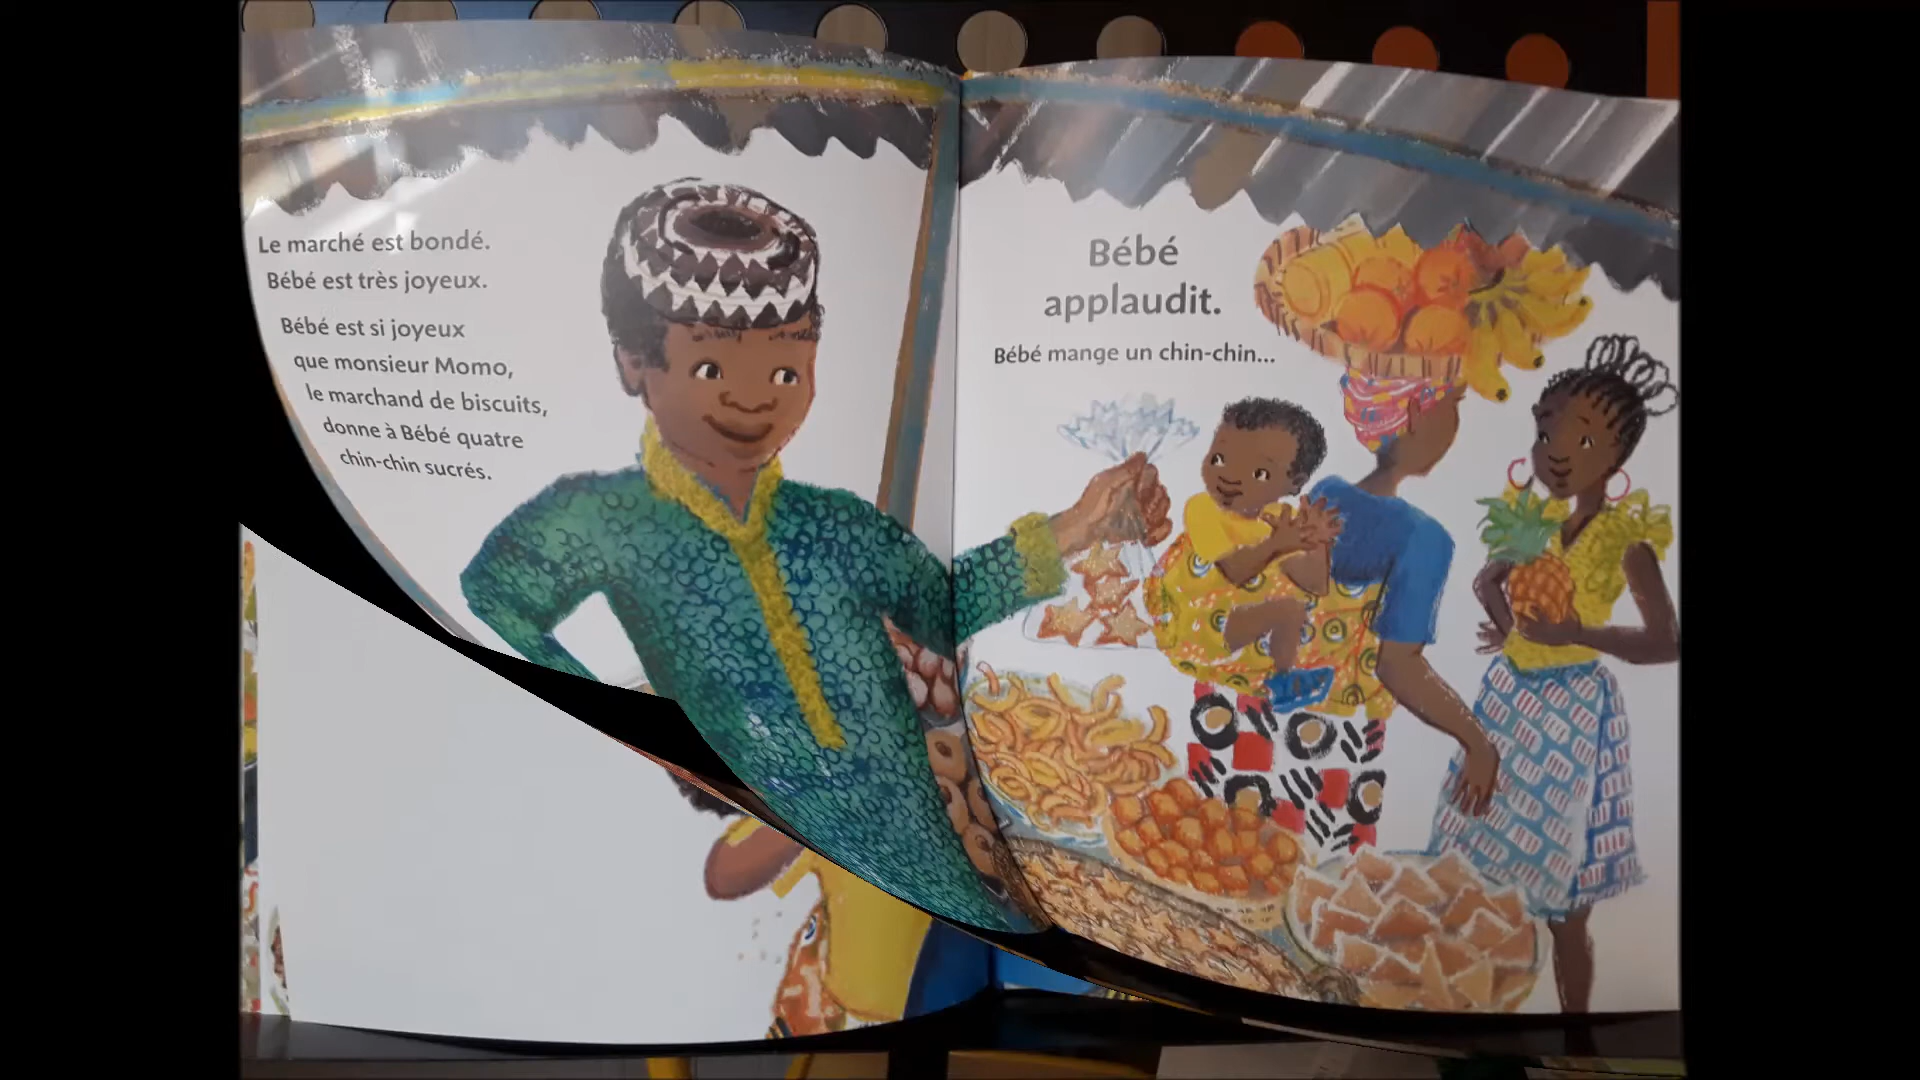 Le marché est bondé.
Bébé est très joyeux.
Bébé est si joyeux
que monsieur Momo,
le marchand de biscuits,
donne à Bébé quatre
chin-chin sucrés.
Bébé
applaudit.
Bébé mange un chin-chin...